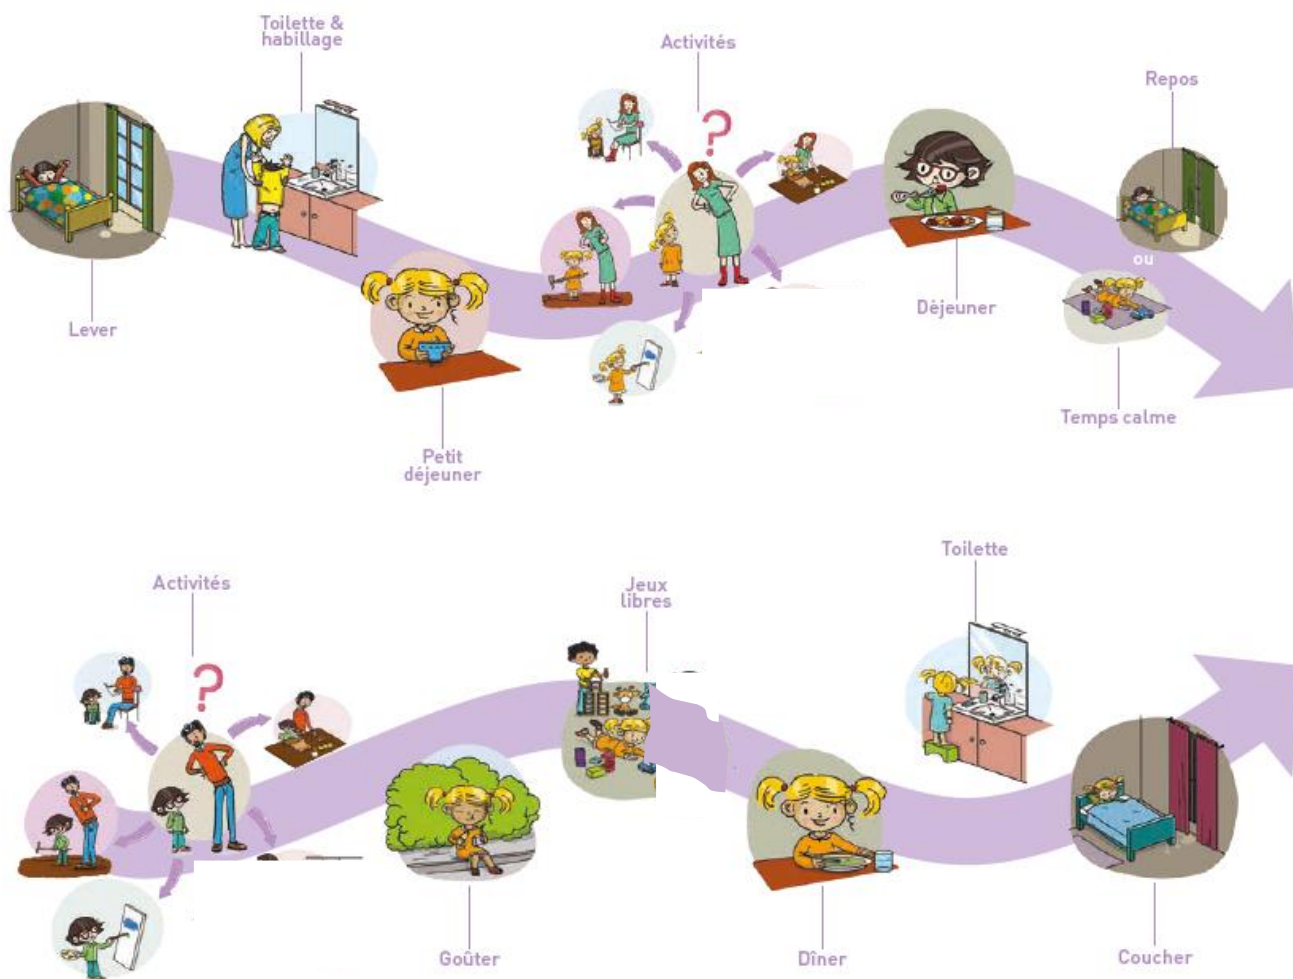 Toilette &
habillage
Activités
?
Repos
ou
Lever
Déjeuner
Temps calme
Petit
déjeuner
Toilette
Activités
?
Jeux
libres
Goûter
Dîner
Coucher